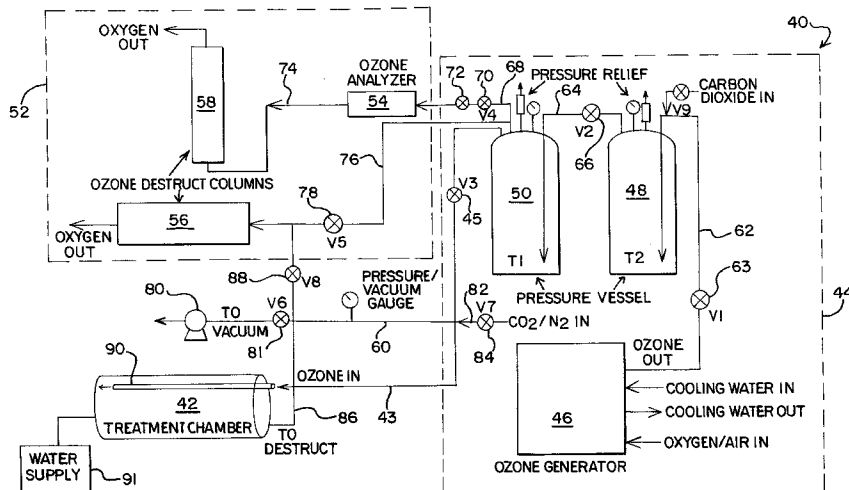 OXYGEN
OUT
52
58
74
OZONE
ANALYZER
54
72
70
68
V4
PRESSURE RELIEF
64
V2
66
CARBON
DIOXIDE IN
V9
40
OZONE DESTRUCT COLUMNS
76
78
V5
56
OXYGEN
OUT
88
V8
V3
45
50
T1
48
T2
PRESSURE VESSEL
62
63
V1
44
80
TO
VACUUM
V6
81
PRESSURE/
VACUUM
GAUGE
60
82
V7
84
CO2/N2 IN
OZONE
OUT
90
OZONE IN
43
42
TREATMENT CHAMBER
86
TO
DESTRUCT
WATER
SUPPLY
91
46
OZONE GENERATOR
COOLING WATER IN
COOLING WATER OUT
OXYGEN/AIR IN